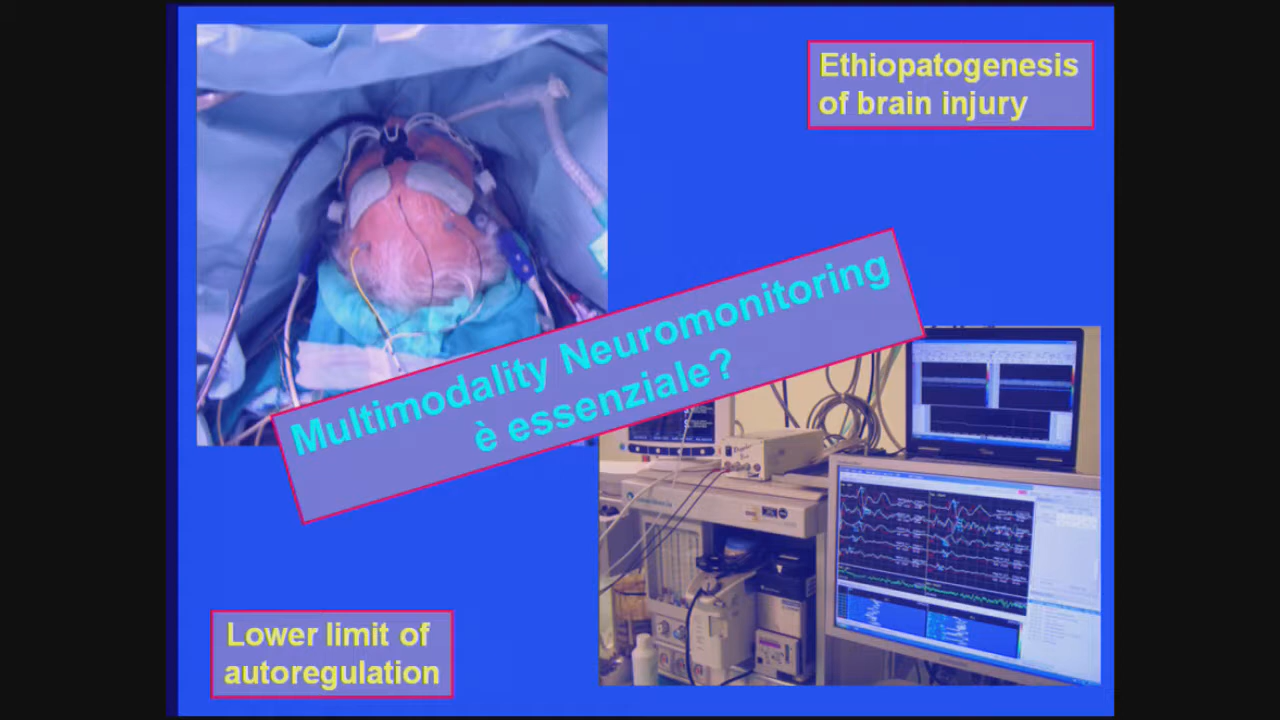 Ethiopatogenesis
of brain injury
Multimodality Neuromonitoring
è essenziale?
Lower limit of
autoregulation